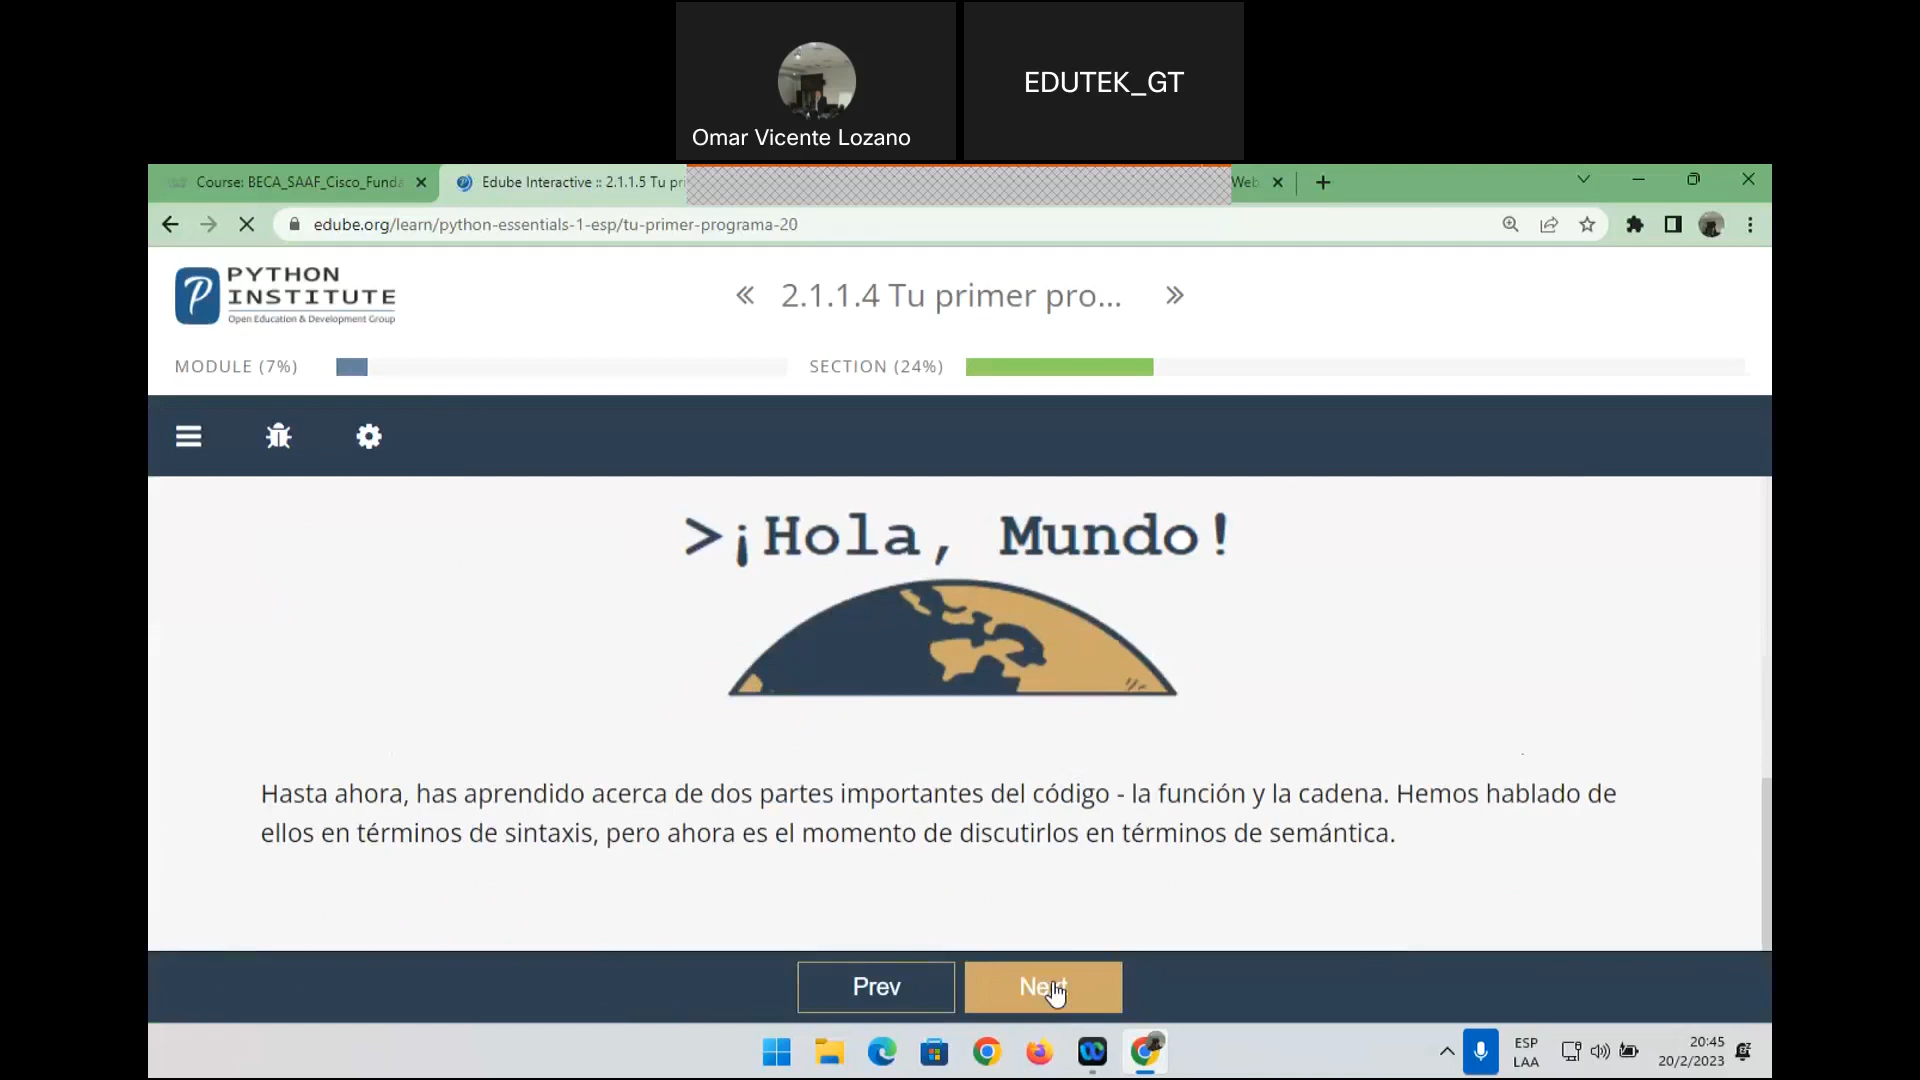 Omar Vicente Lozano
EDUTEK_GT
Course: BECA_SAAF_Cisco_Funda
Edube Interactive :: 2.1.1.5 Tu pri
Web
edube.org/learn/python-essentials-1-esp/tu-primer-programa-20
PYTHON
INSTITUTE
Open Education & Development Group
« 2.1.1.4 Tu primer pro... »
MODULE (7%)
SECTION (24%)
>¡Hola, Mundo!
Hasta ahora, has aprendido acerca de dos partes importantes del código - la función y la cadena. Hemos hablado de
ellos en términos de sintaxis, pero ahora es el momento de discutirlos en términos de semántica.
Prev
Next
ESP
LAA
20:45
20/2/2023